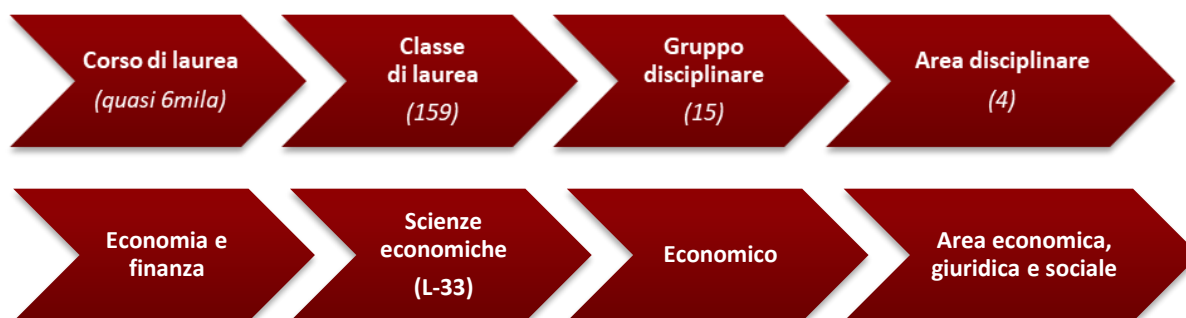 Corso di laurea
(quasi 6mila)
Classe
di laurea
(159)
Gruppo
disciplinare
(15)
Area disciplinare
(4)
Economia e
finanza
Scienze
economiche
(L-33)
Economico
Area economica,
giuridica e sociale